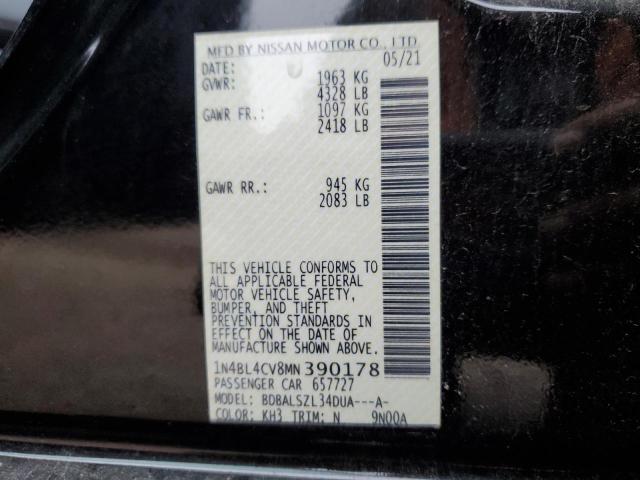 MFD BY NISSAN MOTOR CO., LTD
DATE: 05/21
GVWR: 1963 KG
4328 LB
GAWR FR.: 1097 KG
2418 LB
GAWR RR.: 945 KG
2083 LB
THIS VEHICLE CONFORMS TO
ALL APPLICABLE FEDERAL
MOTOR VEHICLE SAFETY,
BUMPER, AND THEFT
PREVENTION STANDARDS IN
EFFECT ON THE DATE OF
MANUFACTURE SHOWN ABOVE.
1N4BL4CV8MN390178
PASSENGER CAR 657727
MODEL: BDBALSZL34DUA---A-
COLOR: KH3 TRIM: N 9N00A